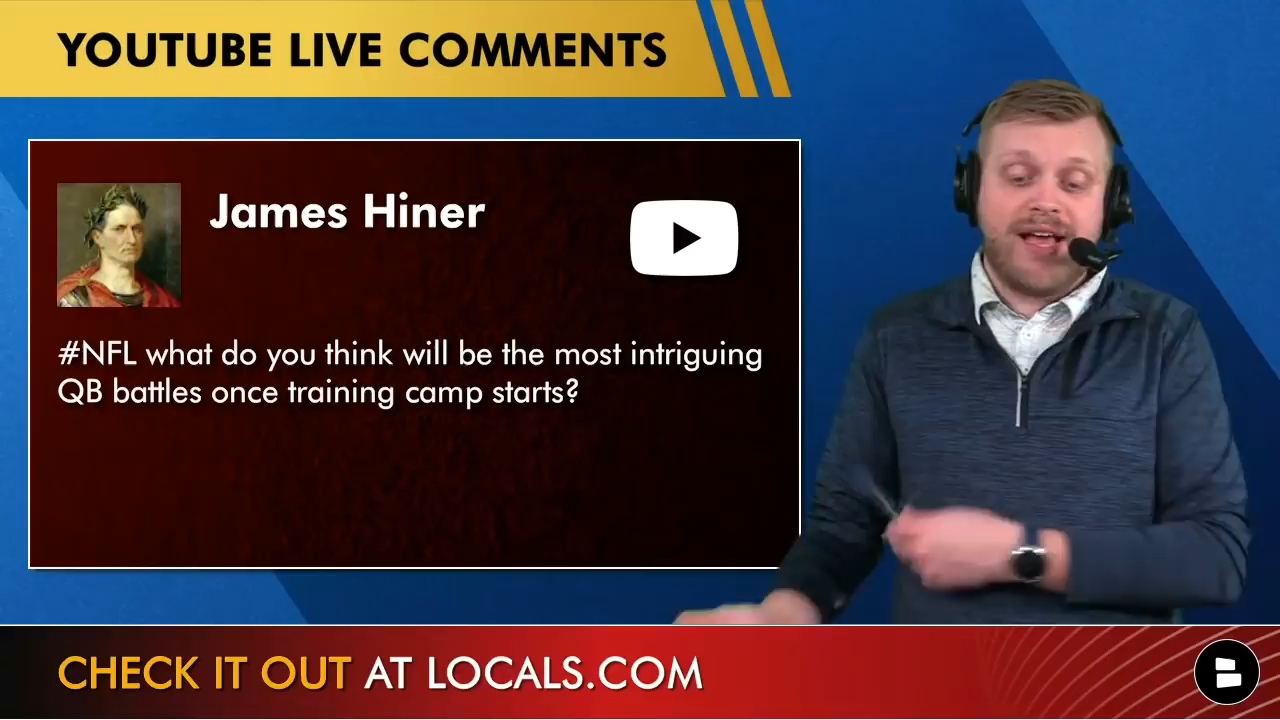 YOUTUBE LIVE COMMENTS
James Hiner
#NFL what do you think will be the most intriguing
QB battles once training camp starts?
CHECK IT OUT AT LOCALS.COM